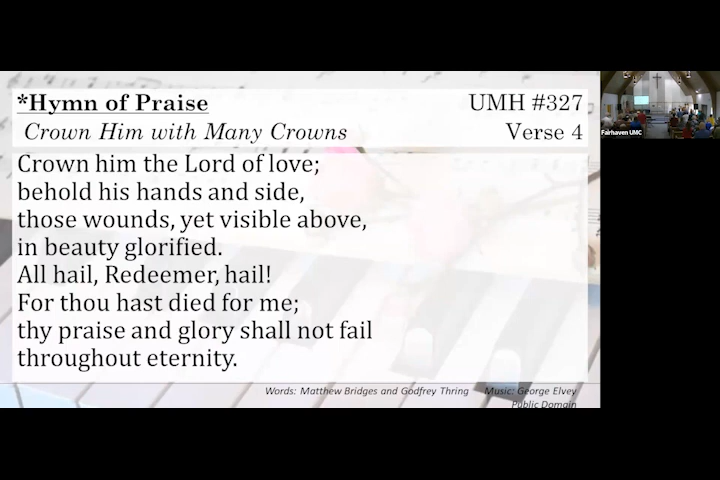 *Hymn of Praise
UMH #327
Crown Him with Many Crowns
Verse 4
Crown him the Lord of love;
behold his hands and side,
those wounds, yet visible above,
in beauty glorified.
All hail, Redeemer, hail!
For thou hast died for me;
thy praise and glory shall not fail
throughout eternity.
Words: Matthew Bridges and Godfrey Thring Music: George Elvey
Public Domain
Fairhaven UMC